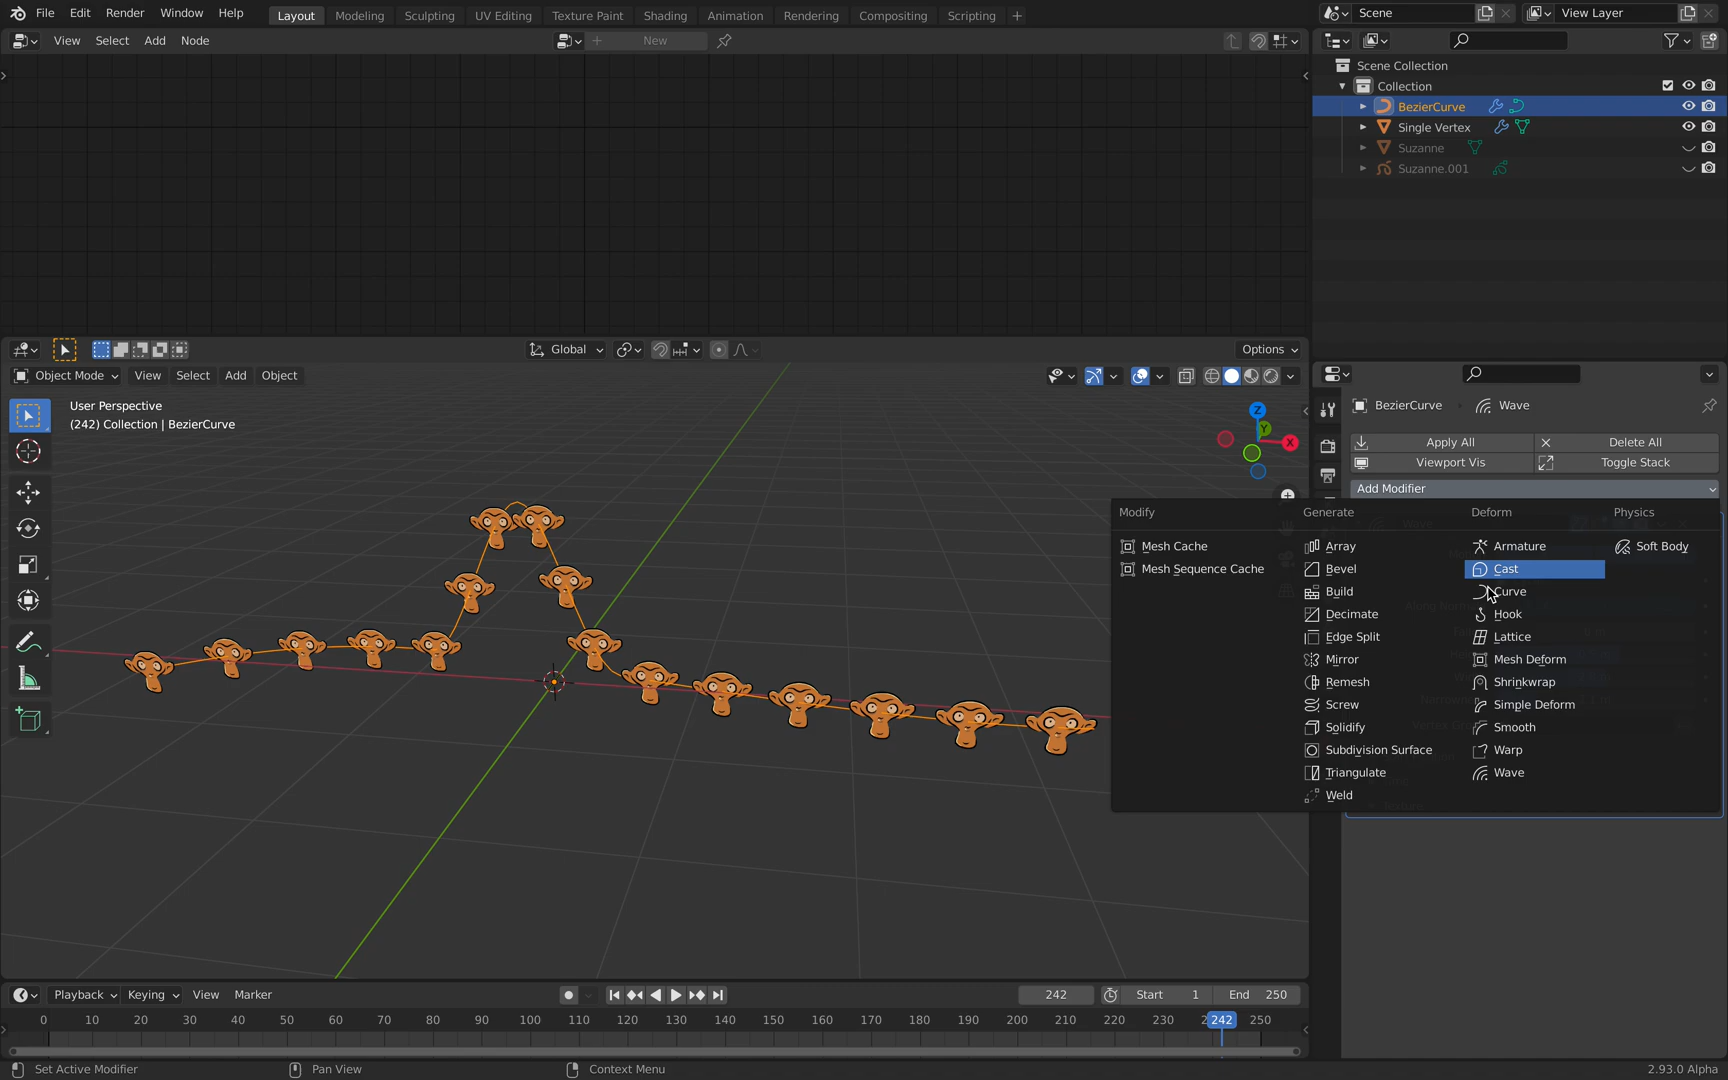 File Edit Render Window Help Layout Modeling Sculpting UV Editing Texture Paint Shading Animation Rendering Compositing Scripting + Scene View Layer
View Select Add Node New
Scene Collection
Collection
BezierCurve
Single Vertex
Suzanne
Suzanne.001
Global Options
Object Mode View Select Add Object
User Perspective
(242) Collection | BezierCurve
Z
Y
X
BezierCurve Wave
Apply All Delete All
Viewport Vis Toggle Stack
Add Modifier
Modify Generate Deform Physics
Mesh Cache Array Armature Soft Body
Mesh Sequence Cache Bevel Cast
Build Curve
Decimate Hook
Edge Split Lattice
Mirror Mesh Deform
Remesh Shrinkwrap
Screw Simple Deform
Solidify Smooth
Subdivision Surface Warp
Triangulate Wave
Weld
Playback Keying View Marker 242 Start 1 End 250
0 10 20 30 40 50 60 70 80 90 100 110 120 130 140 150 160 170 180 190 200 210 220 230 242 250
Set Active Modifier Pan View Context Menu 2.93.0 Alpha